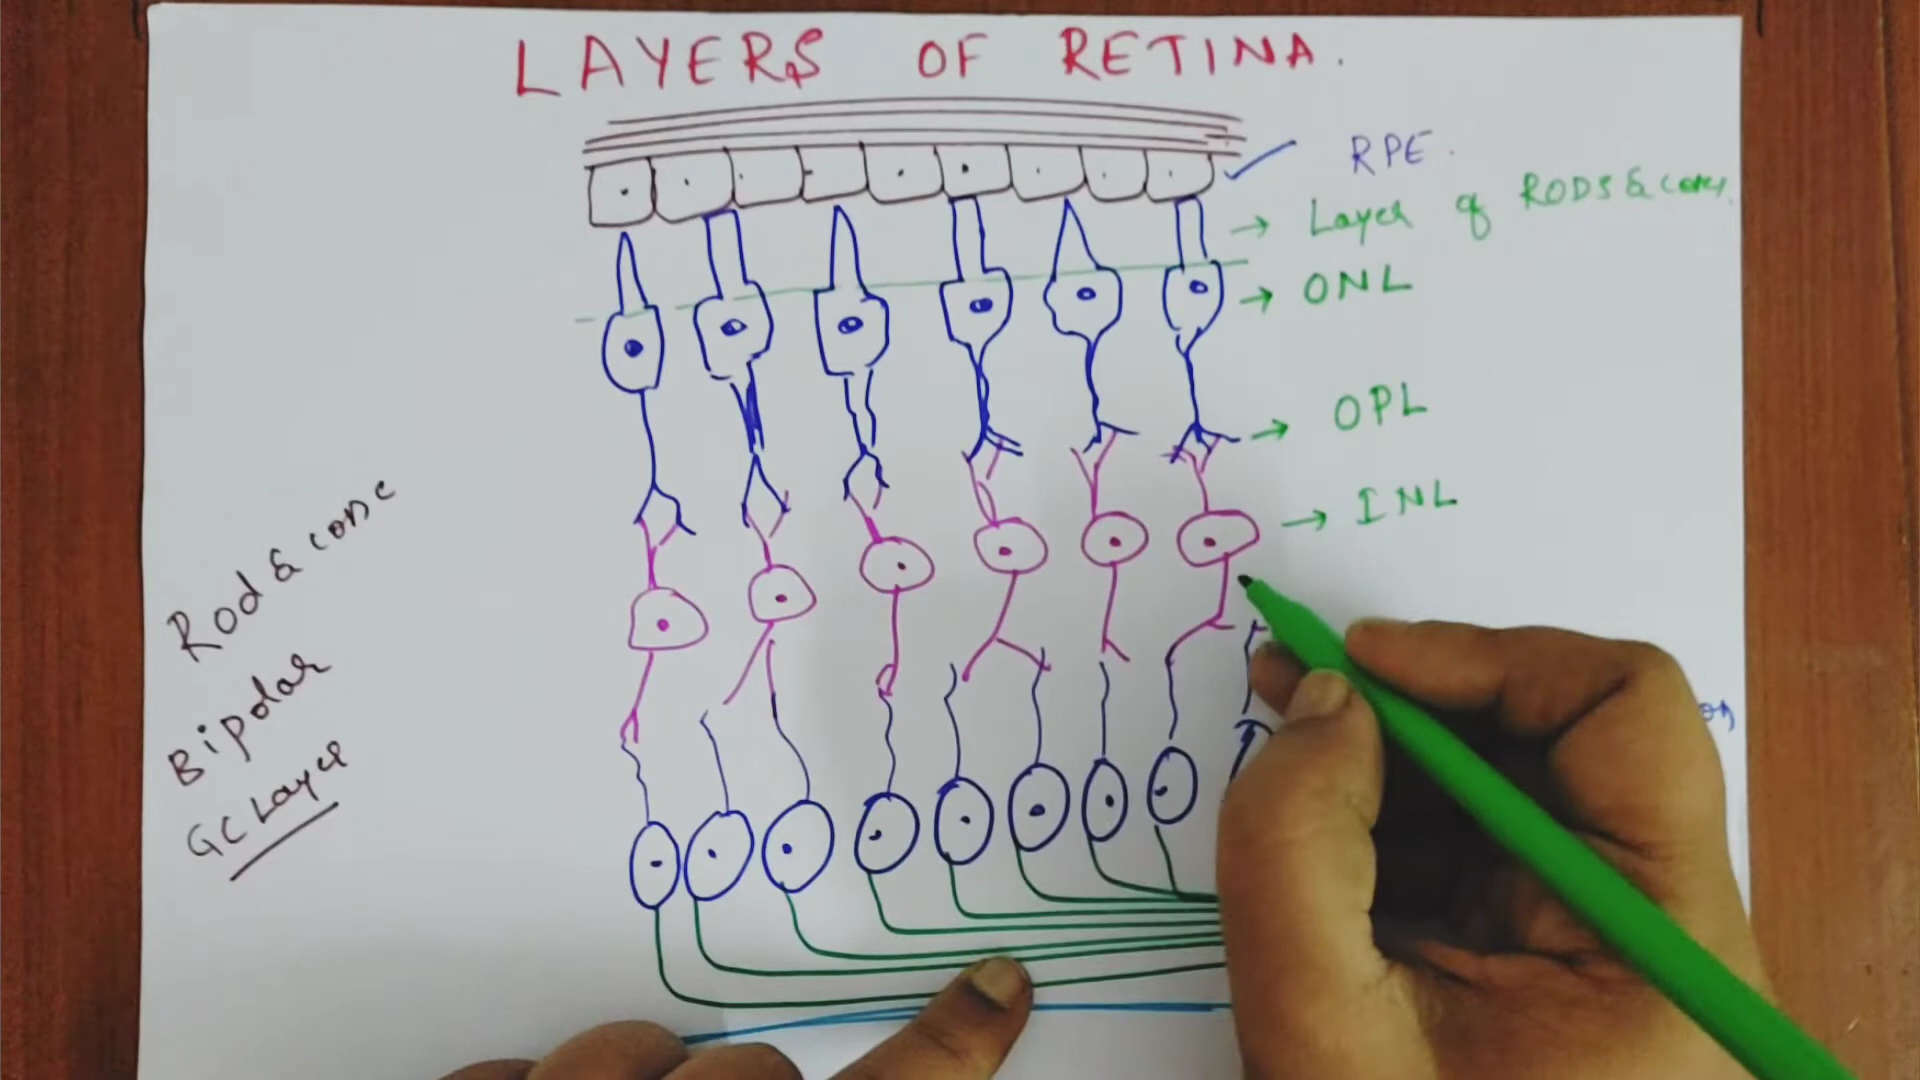 LAYERS OF RETINA.
RPE.
→ Layer of RODS & cones.
→ ONL
→ OPL
→ INL
Rod & cone
Bipolar
GC Layer